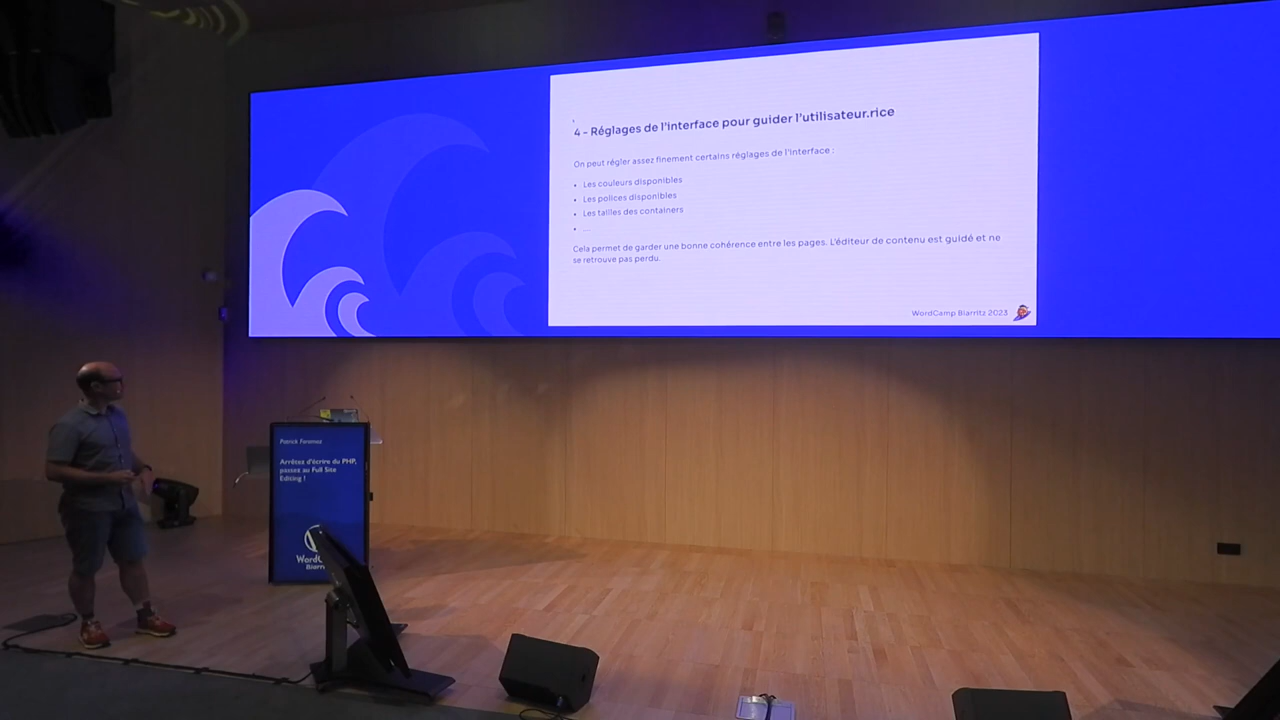 4 - Réglages de l'interface pour guider l'utilisateur.rice
On peut régler assez finement certains réglages de l'interface :
• Les couleurs disponibles
• Les polices disponibles
• Les tailles des containers
• ...
Cela permet de garder une bonne cohérence entre les pages. L'éditeur de contenu est guidé et ne
se retrouve pas perdu.
WordCamp Biarritz 2023
Patrick
Arrêtez d'écrire du PHP,
passez au Full Site
Editing !